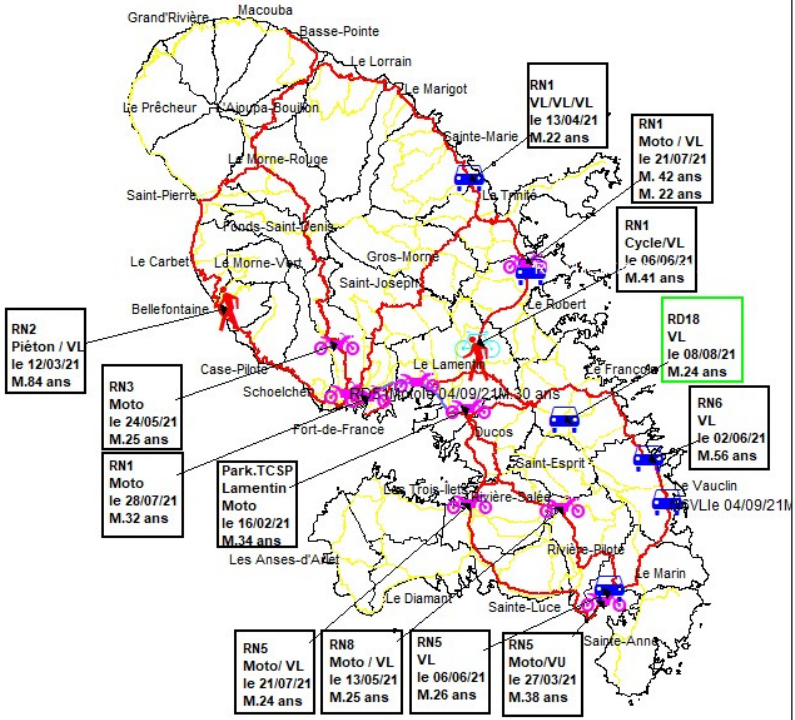 Macouba
Grand'Rivière
Basse-Pointe
Le Lorrain
Le Marigot
Le Prêcheur
L'Ajoupa-Bouillon
Sainte-Marie
Le Morne-Rouge
La Trinité
Saint-Pierre
Fonds-Saint-Denis
Le Carbet
Le Morne-Vert
Gros-Morne
Saint-Joseph
Bellefontaine
Le Robert
Case-Pilote
Le Lamentin
Le François
Schoelcher
Moto
le 04/09/21
M.30 ans
Fort-de-France
Ducos
Saint-Esprit
Les Trois-Îlets
Rivière-Salée
Le Vauclin
le 04/09/21
Les Anses-d'Arlet
Rivière-Pilote
Le Marin
Le Diamant
Sainte-Luce
Sainte-Anne
RN1
VL/VL/VL
le 13/04/21
M.22 ans
RN1
Moto / VL
le 21/07/21
M. 42 ans
M. 22 ans
RN1
Cycle/VL
le 06/06/21
M.41 ans
RD18
VL
le 08/08/21
M.24 ans
RN6
VL
le 02/06/21
M.56 ans
RN2
Piéton / VL
le 12/03/21
M.84 ans
RN3
Moto
le 24/05/21
M.25 ans
RN1
Moto
le 28/07/21
M.32 ans
Park.TCSP
Lamentin
Moto
le 16/02/21
M.34 ans
RN5
Moto/ VL
le 21/07/21
M.24 ans
RN8
Moto / VL
le 13/05/21
M.25 ans
RN5
VL
le 06/06/21
M.26 ans
RN5
Moto/VU
le 27/03/21
M.38 ans